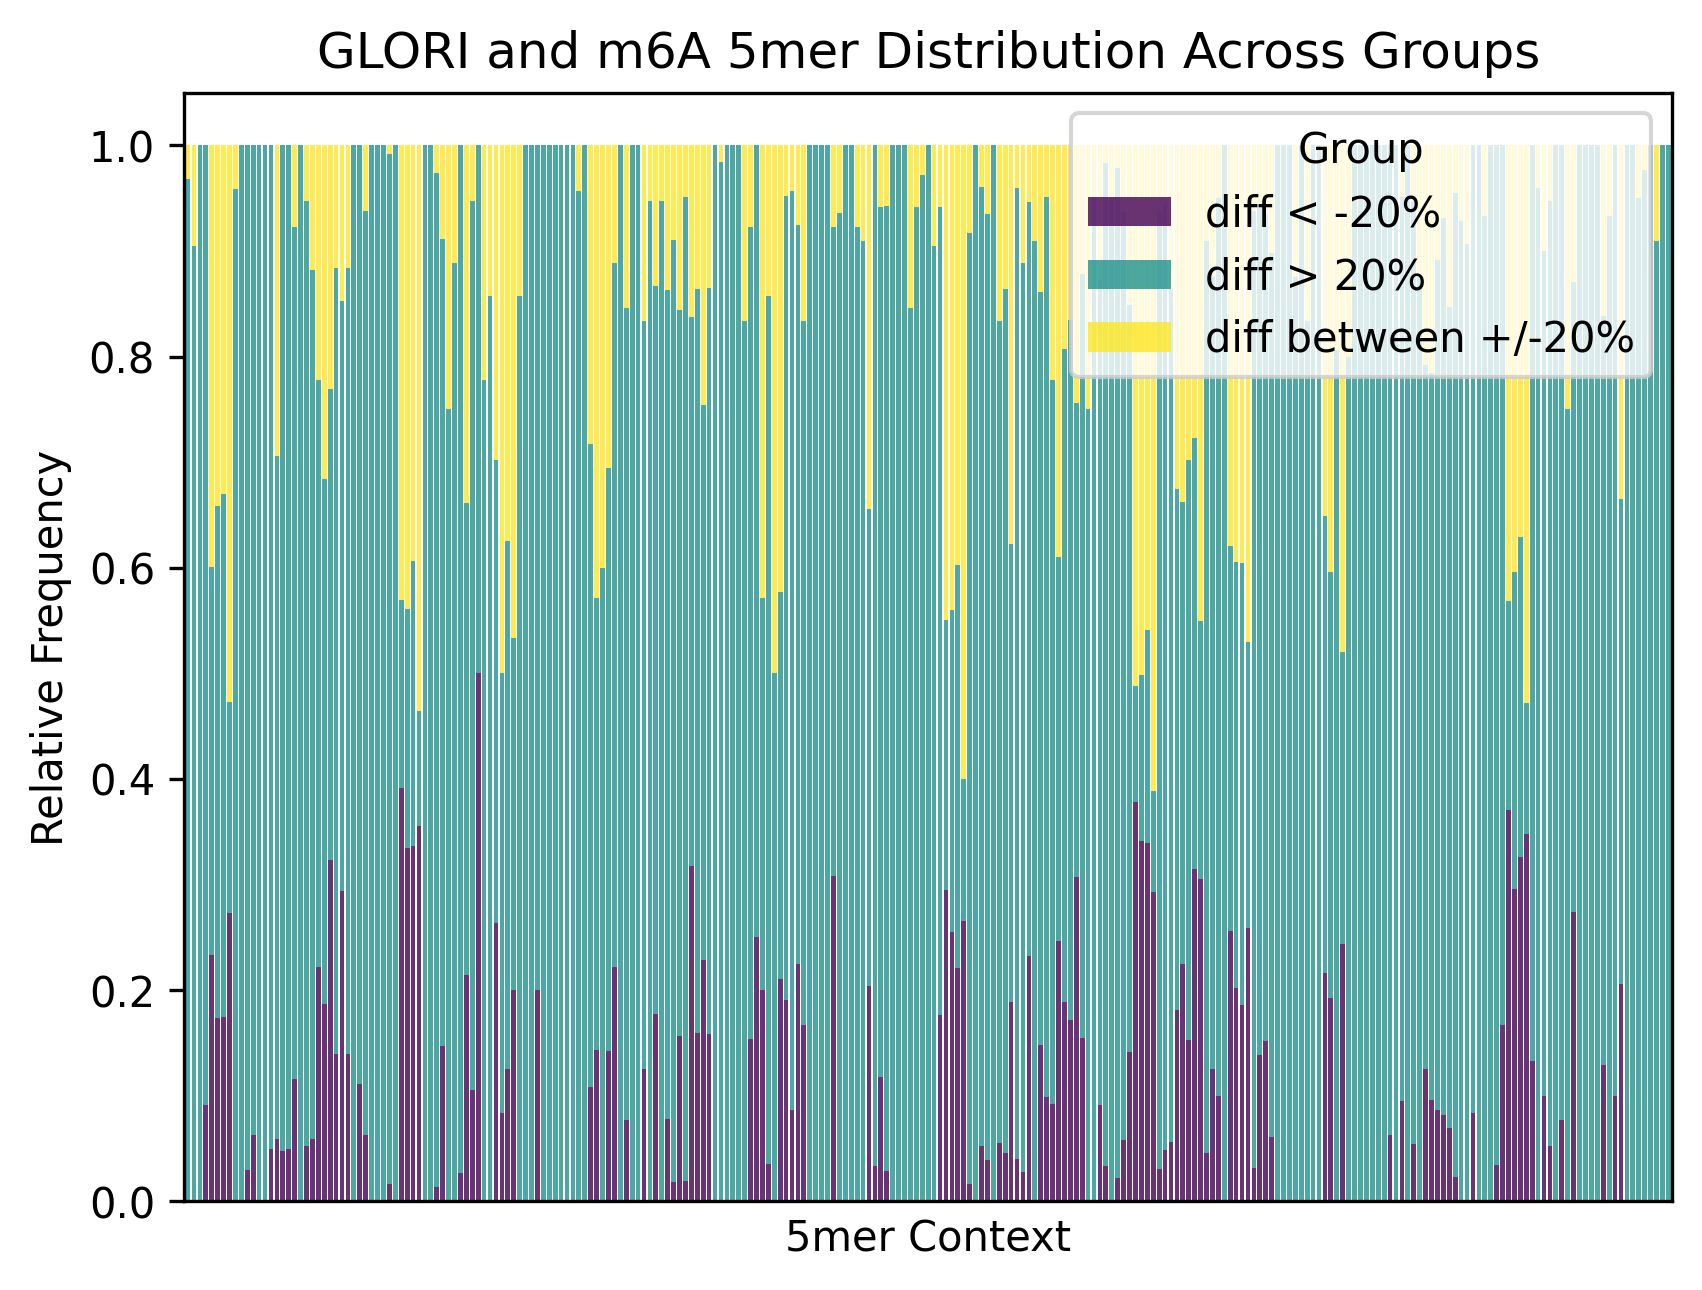 GLORI and m6A 5mer Distribution Across Groups
Group
diff < -20%
diff > 20%
diff between +/-20%
1.0
0.8
0.6
0.4
0.2
0.0
Relative Frequency
5mer Context